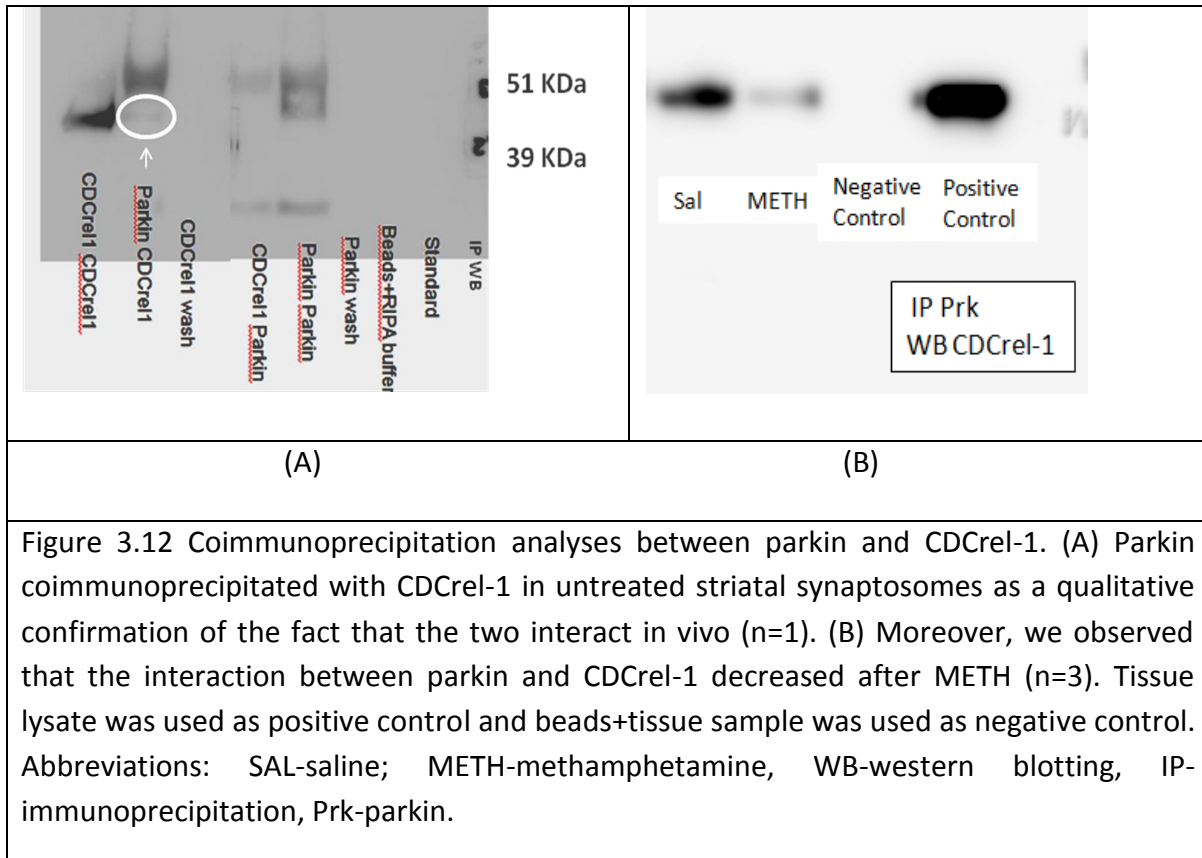 51 KDa
39 KDa
CDCrel1 CDCrel1
Parkin CDCrel1
CDCrel1 wash
CDCrel1 Parkin
Parkin Parkin
Parkin wash
Beads+RIPA buffer
Standard
IP WB
Sal
METH
Negative
Control
Positive
Control
IP Prk
WB CDCrel-1
(A)
(B)
Figure 3.12 Coimmunoprecipitation analyses between parkin and CDCrel-1. (A) Parkin
coimmunoprecipitated with CDCrel-1 in untreated striatal synaptosomes as a qualitative
confirmation of the fact that the two interact in vivo (n=1). (B) Moreover, we observed
that the interaction between parkin and CDCrel-1 decreased after METH (n=3). Tissue
lysate was used as positive control and beads+tissue sample was used as negative control.
Abbreviations: SAL-saline; METH-methamphetamine, WB-western blotting, IP-
immunoprecipitation, Prk-parkin.